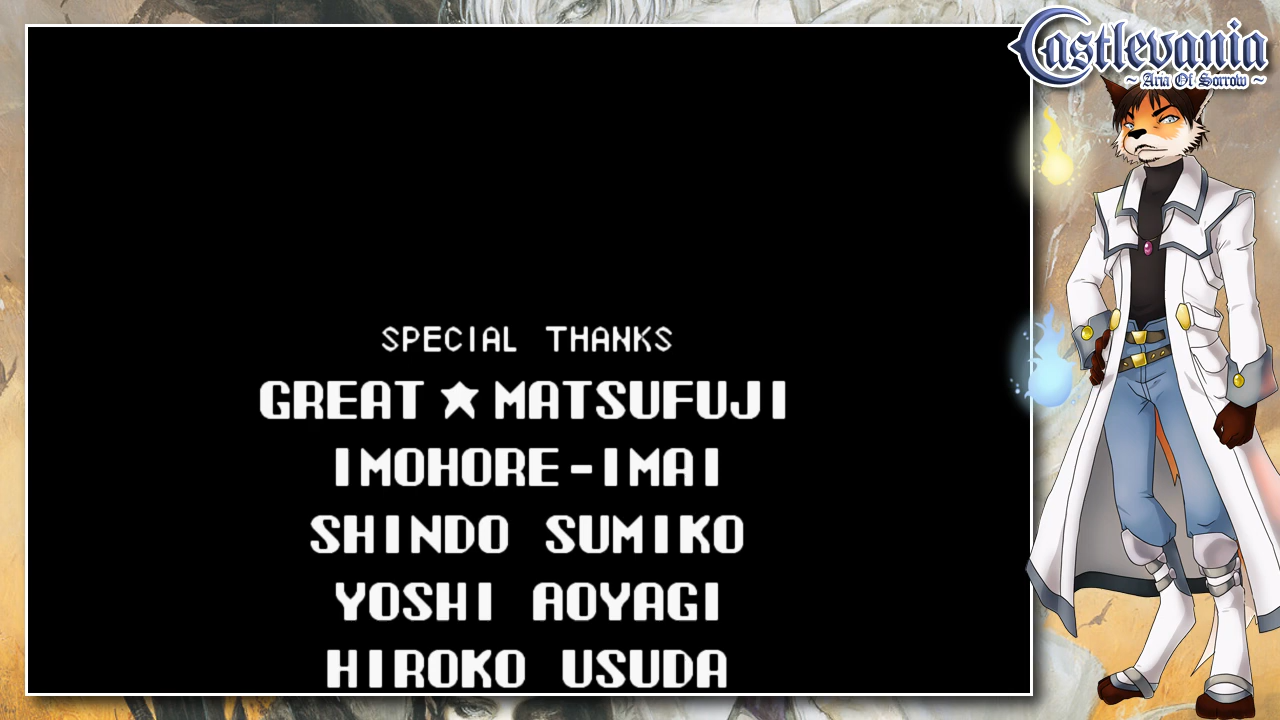 Castlevania
~ Aria Of Sorrow ~
SPECIAL THANKS
GREAT★MATSUFUJI
IMOHORE-IMAI
SHINDO SUMIKO
YOSHI AOYAGI
HIROKO USUDA